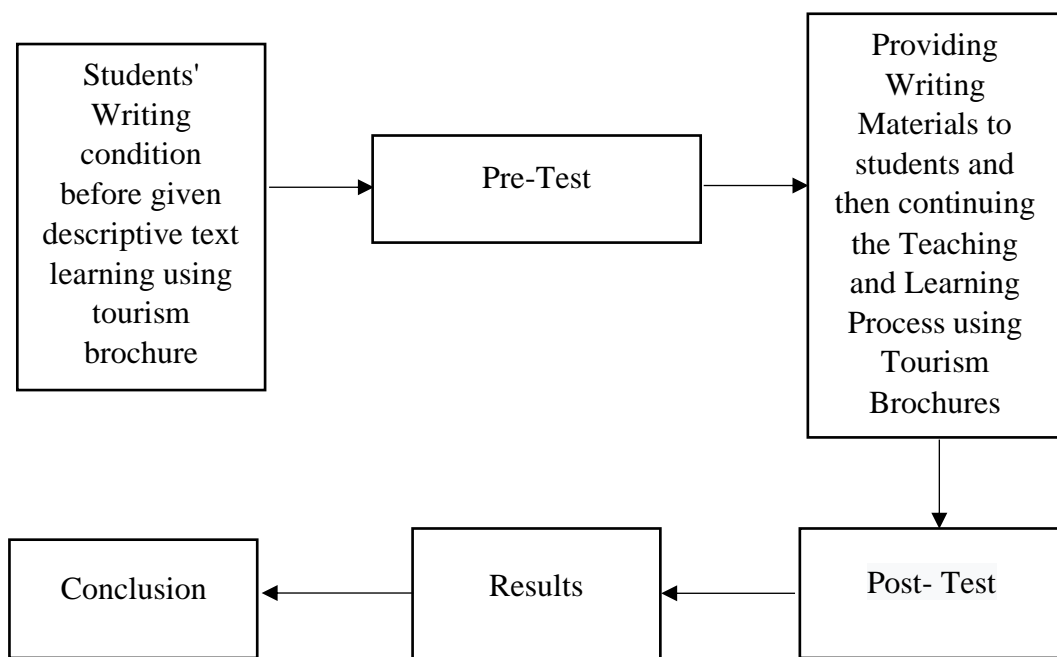 Students'
Writing
condition
before given
descriptive text
learning using
tourism
brochure
Pre-Test
Providing
Writing
Materials to
students and
then continuing
the Teaching
and Learning
Process using
Tourism
Brochures
Post- Test
Results
Conclusion